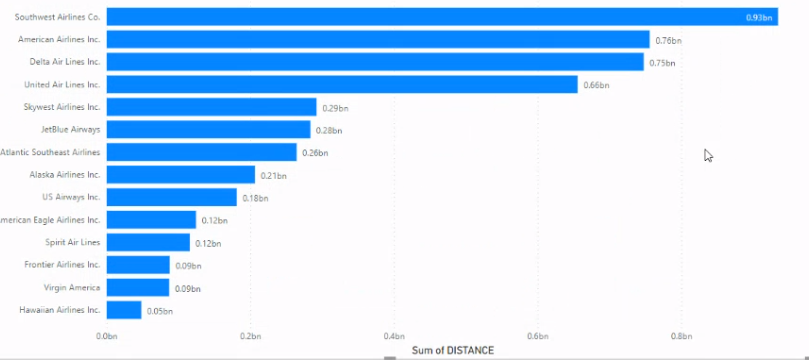 Southwest Airlines Co. 0.93bn
American Airlines Inc. 0.76bn
Delta Air Lines Inc. 0.75bn
United Air Lines Inc. 0.66bn
Skywest Airlines Inc. 0.29bn
JetBlue Airways 0.28bn
Atlantic Southeast Airlines 0.26bn
Alaska Airlines Inc. 0.21bn
US Airways Inc. 0.18bn
merican Eagle Airlines Inc. 0.12bn
Spirit Air Lines 0.12bn
Frontier Airlines Inc. 0.09bn
Virgin America 0.09bn
Hawaiian Airlines Inc. 0.05bn
0.0bn 0.2bn 0.4bn 0.6bn 0.8bn
Sum of DISTANCE